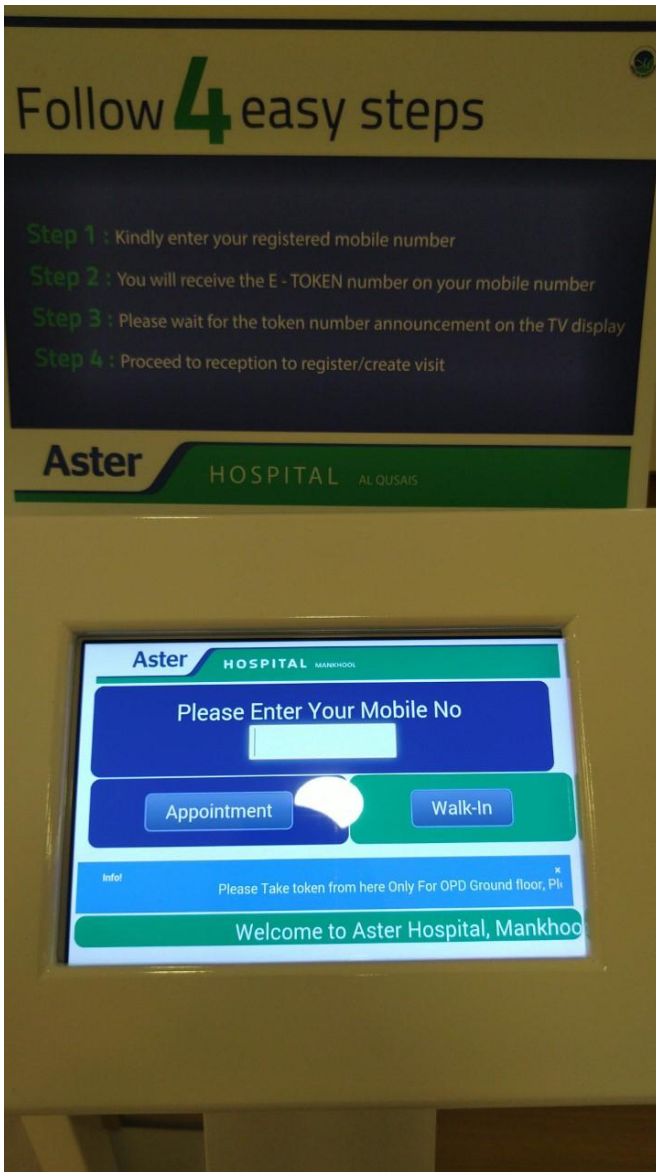 Follow 4 easy steps
Step 1 : Kindly enter your registered mobile number
Step 2 : You will receive the E - TOKEN number on your mobile number
Step 3 : Please wait for the token number announcement on the TV display
Step 4 : Proceed to reception to register/create visit
Aster HOSPITAL AL QUSAIS
Aster HOSPITAL MANKHOOL
Please Enter Your Mobile No
Appointment Walk-In
Info! ×
Please Take token from here Only For OPD Ground floor,
Welcome to Aster Hospital, Mankhoo